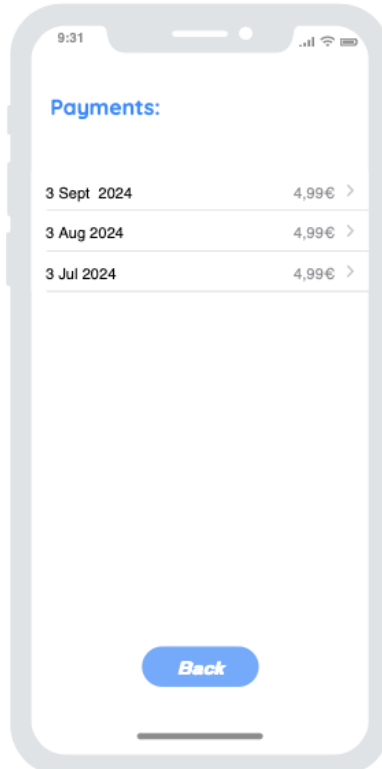 9:31
Payments:
3 Sept  2024 4,99€ >
3 Aug 2024 4,99€ >
3 Jul 2024 4,99€ >
Back